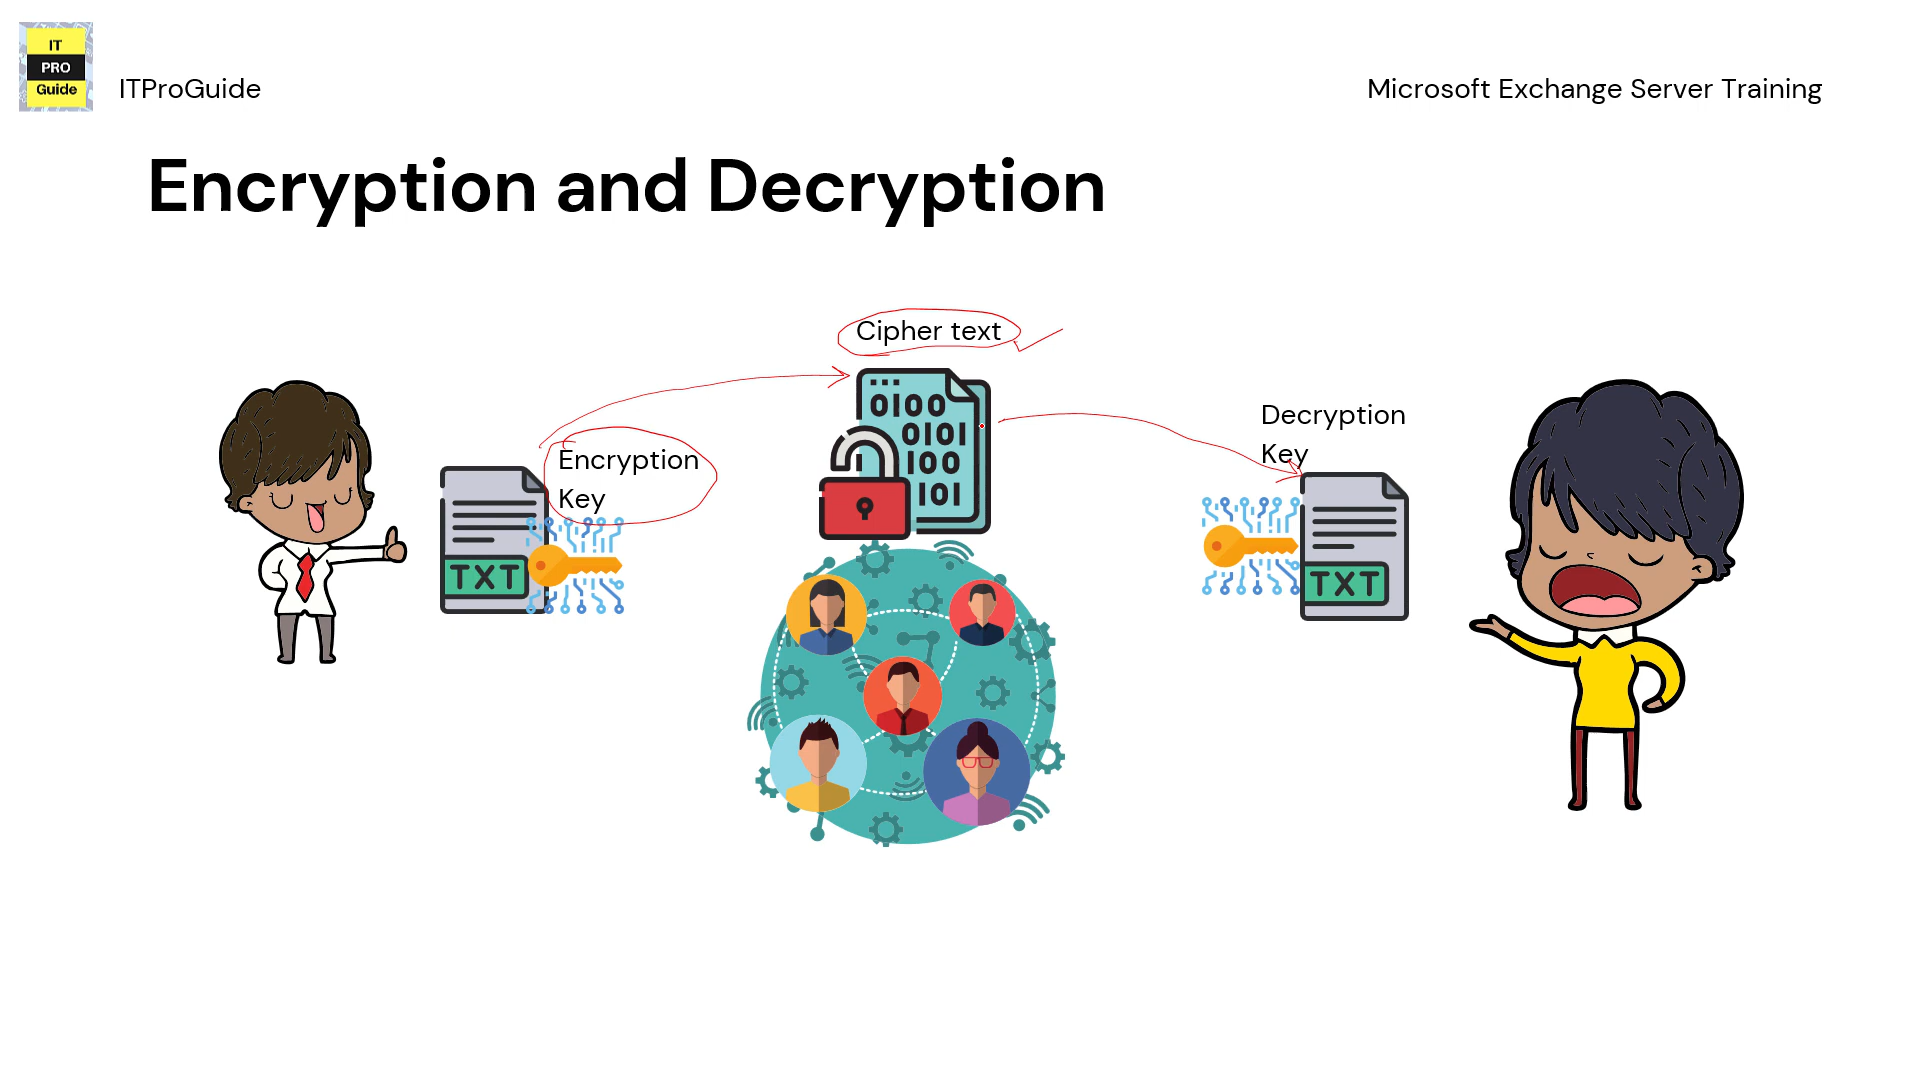 IT
PRO
Guide
ITProGuide
Microsoft Exchange Server Training
Encryption and Decryption
Cipher text
0100
0101
100
101
Encryption
Key
TXT
Decryption
Key
TXT